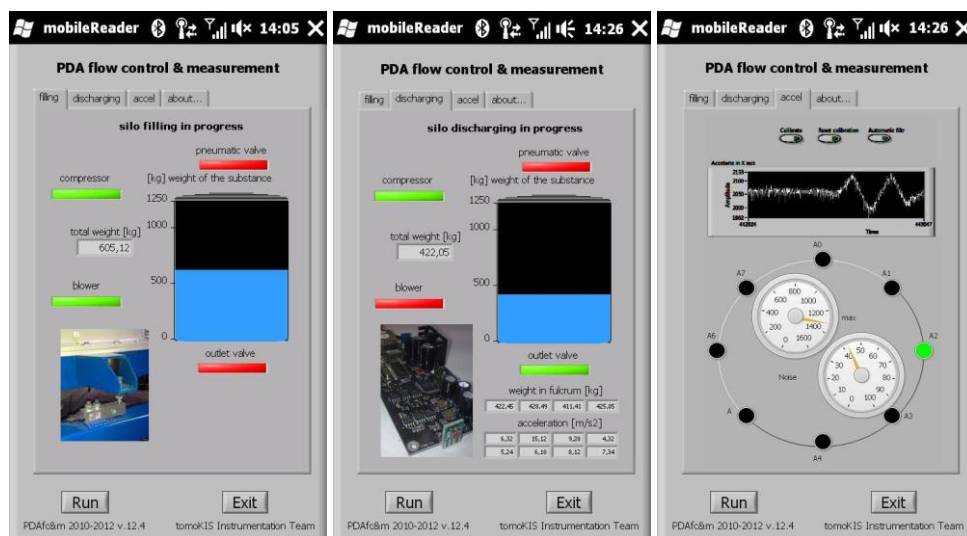 mobileReader 14:05
PDA flow control & measurement
filling discharging accel about...
silo filling in progress
pneumatic valve
compressor
[kg] weight of the substance
1250
1000
total weight [kg]
605,12
500
blower
0
outlet valve
Run Exit
PDAfc&m 2010-2012 v.12.4 tomoKIS Instrumentation Team
mobileReader 14:26
PDA flow control & measurement
filling discharging accel about...
silo discharging in progress
pneumatic valve
compressor
[kg] weight of the substance
1250
1000
total weight [kg]
422,05
500
blower
0
outlet valve
weight in fulcrum [kg]
422,45 428,49 411,41 425,85
acceleration [m/s2]
6,32 15,12 9,28 4,32
5,24 6,18 8,12 7,34
Run Exit
PDAfc&m 2010-2012 v.12.4 tomoKIS Instrumentation Team
mobileReader 14:26
PDA flow control & measurement
filling discharging accel about...
Calibrate Reset calibration Automatic filtr
in X axis
Amplitude
2100
2050
2000
Time
A0
A7 A1
0 200 400 600 800 1000 1200 1400 1600
max
A6 A2
Noise
0 10 20 30 40 50 60 70 80 90 100
A A3
A4
Run Exit
PDAfc&m 2010-2012 v.12.4 tomoKIS Instrumentation Team